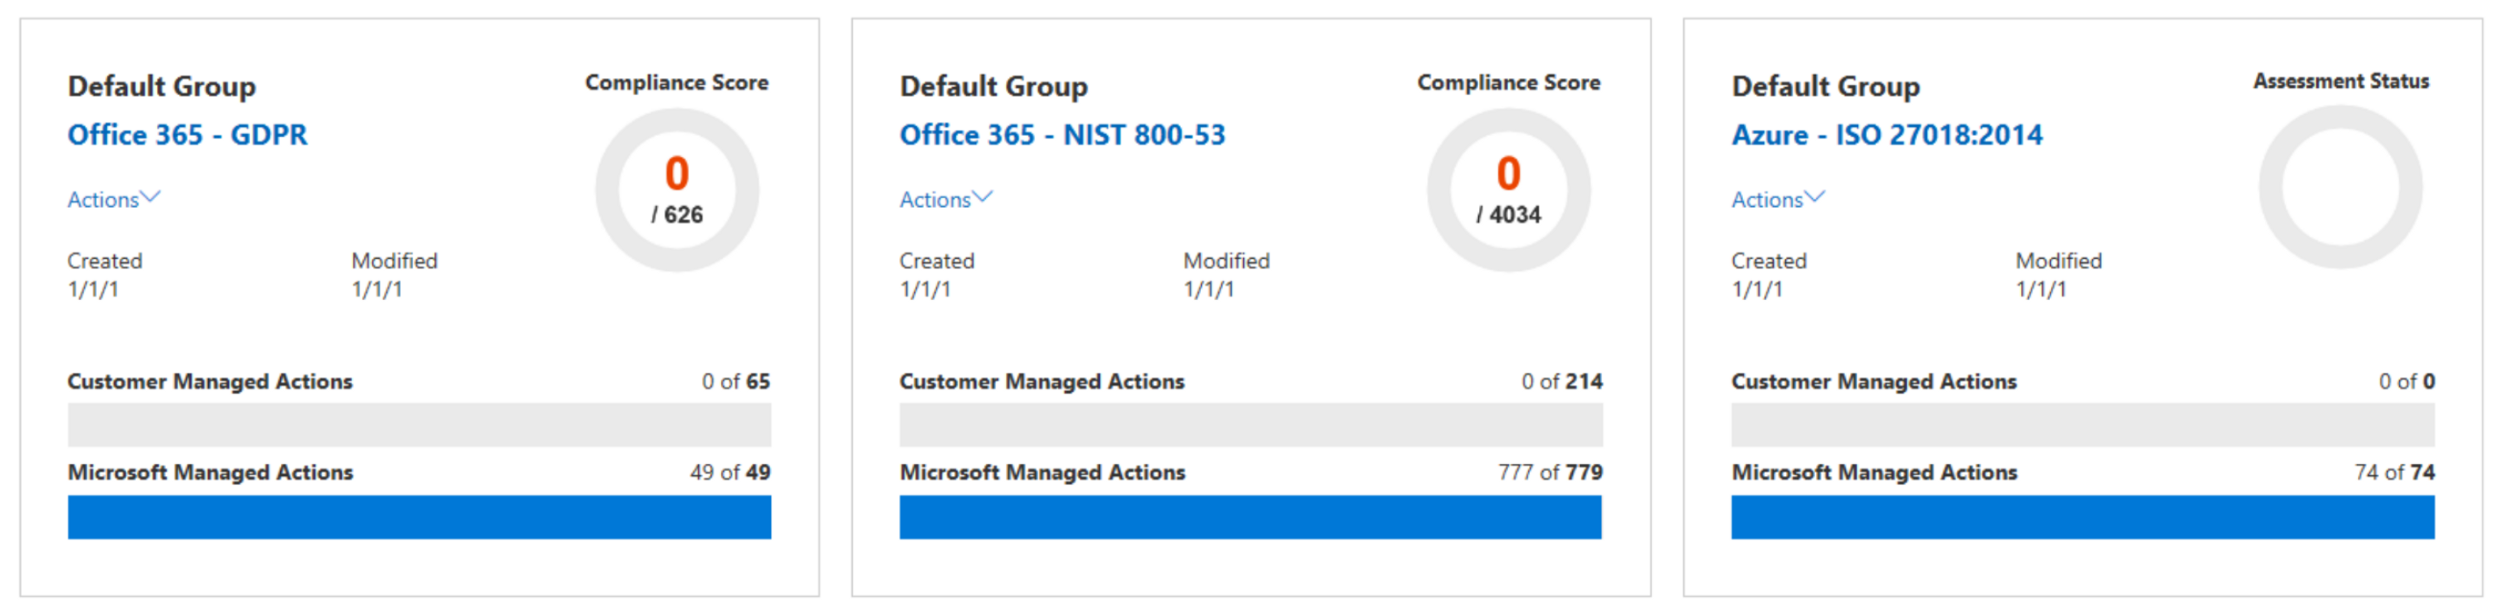 Default Group
Compliance Score
Office 365 - GDPR
0
/ 626
Actions
Created
Modified
1/1/1
1/1/1
Customer Managed Actions
0 of 65
Microsoft Managed Actions
49 of 49
Default Group
Compliance Score
Office 365 - NIST 800-53
0
/ 4034
Actions
Created
Modified
1/1/1
1/1/1
Customer Managed Actions
0 of 214
Microsoft Managed Actions
777 of 779
Default Group
Assessment Status
Azure - ISO 27018:2014
Actions
Created
Modified
1/1/1
1/1/1
Customer Managed Actions
0 of 0
Microsoft Managed Actions
74 of 74